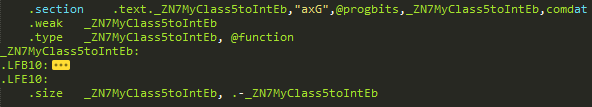 .section .text._ZN7MyClass5toIntEb,"axG",@progbits,_ZN7MyClass5toIntEb,comdat
.weak _ZN7MyClass5toIntEb
.type _ZN7MyClass5toIntEb, @function
_ZN7MyClass5toIntEb:
.LFB10:
.LFE10:
.size _ZN7MyClass5toIntEb, .-_ZN7MyClass5toIntEb